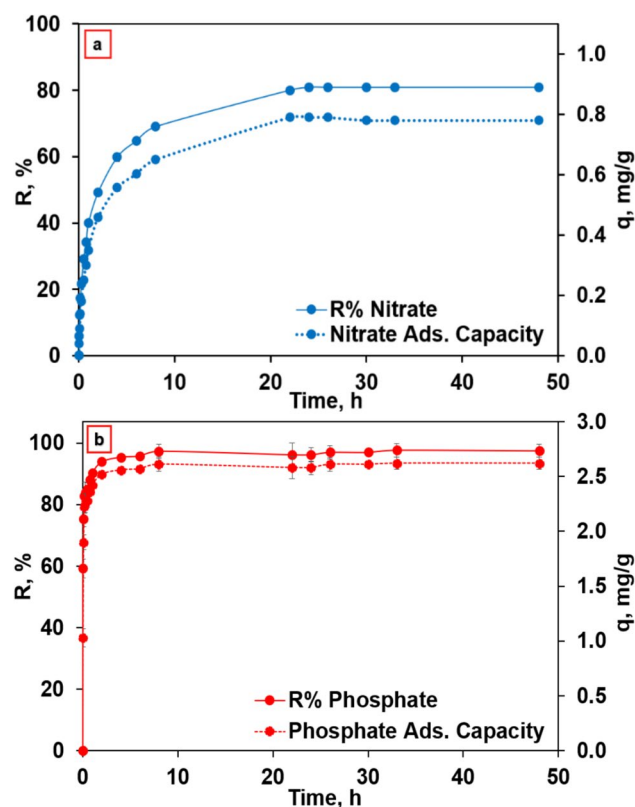 a
100
80
60
40
20
0
R, %
1.0
0.8
0.6
0.4
0.2
0.0
q, mg/g
R% Nitrate
Nitrate Ads. Capacity
0 10 20 30 40 50
Time, h
b
100
80
60
40
20
0
R, %
3.0
2.5
2.0
1.5
1.0
0.5
0.0
q, mg/g
R% Phosphate
Phosphate Ads. Capacity
0 10 20 30 40 50
Time, h